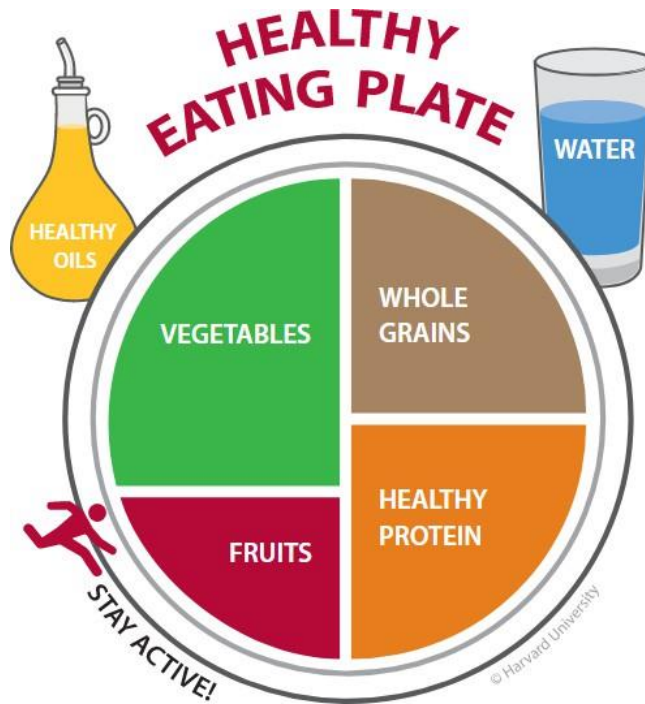 HEALTHY
EATING PLATE
HEALTHY
OILS
WATER
VEGETABLES
WHOLE
GRAINS
FRUITS
HEALTHY
PROTEIN
STAY ACTIVE!
© Harvard University